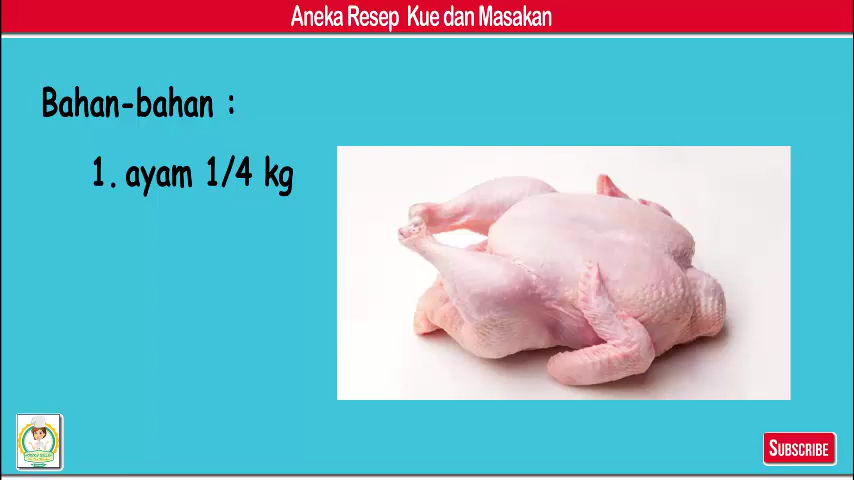 Aneka Resep Kue dan Masakan
Bahan-bahan :
1. ayam 1/4 kg
SUBSCRIBE